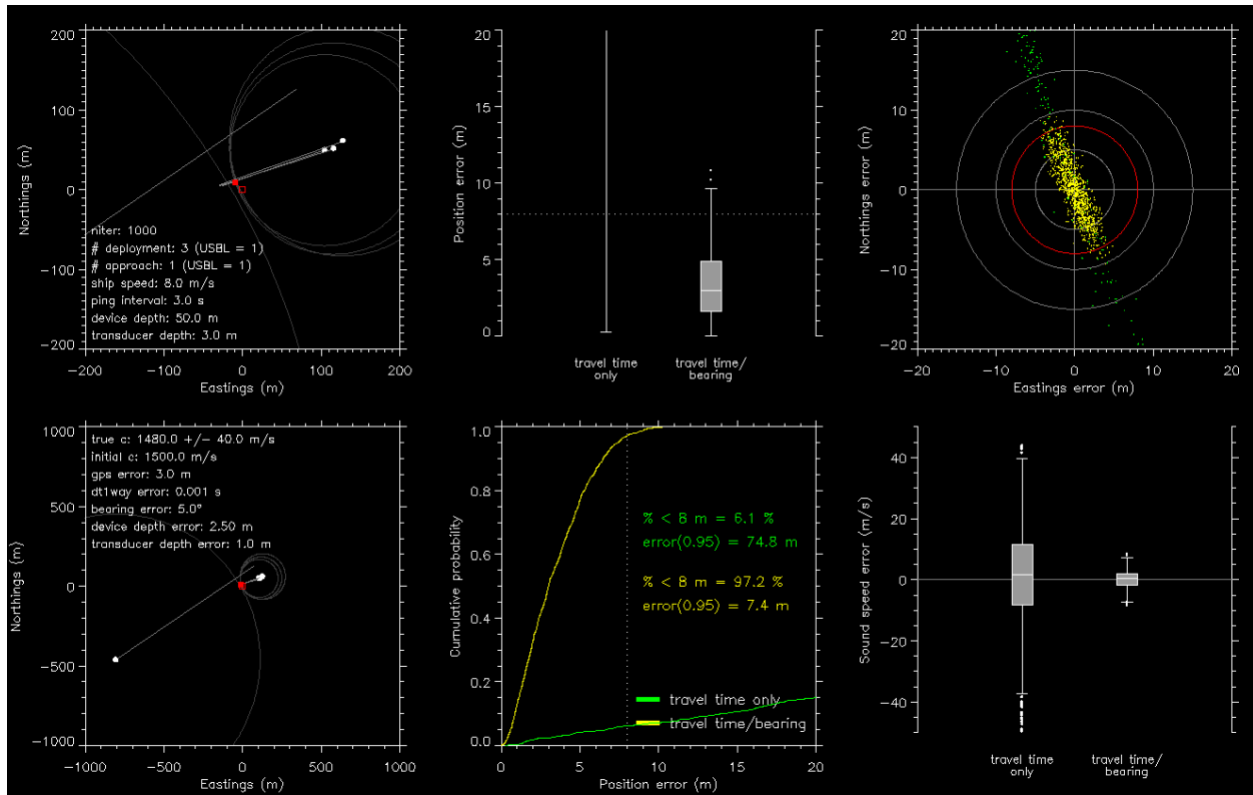 200
100
0
-100
-200
Northings (m)
niter: 1000
# deployment: 3 (USBL = 1)
# approach: 1 (USBL = 1)
ship speed: 8.0 m/s
ping interval: 3.0 s
device depth: 50.0 m
transducer depth: 3.0 m
-200 -100 0 100 200
Eastings (m)
20
15
10
5
0
Position error (m)
travel time only
travel time/ bearing
20
10
0
-10
-20
Northings error (m)
-20 -10 0 10 20
Eastings error (m)
1000
500
0
-500
-1000
Northings (m)
true c: 1480.0 +/- 40.0 m/s
initial c: 1500.0 m/s
gps error: 3.0 m
dt1way error: 0.001 s
bearing error: 5.0°
device depth error: 2.50 m
transducer depth error: 1.0 m
-1000 -500 0 500 1000
Eastings (m)
1.0
0.8
0.6
0.4
0.2
0.0
Cumulative probability
% < 8 m = 6.1 %
error(0.95) = 74.8 m
% < 8 m = 97.2 %
error(0.95) = 7.4 m
travel time only
travel time/bearing
0 5 10 15 20
Position error (m)
40
20
0
-20
-40
Sound speed error (m/s)
travel time only
travel time/ bearing